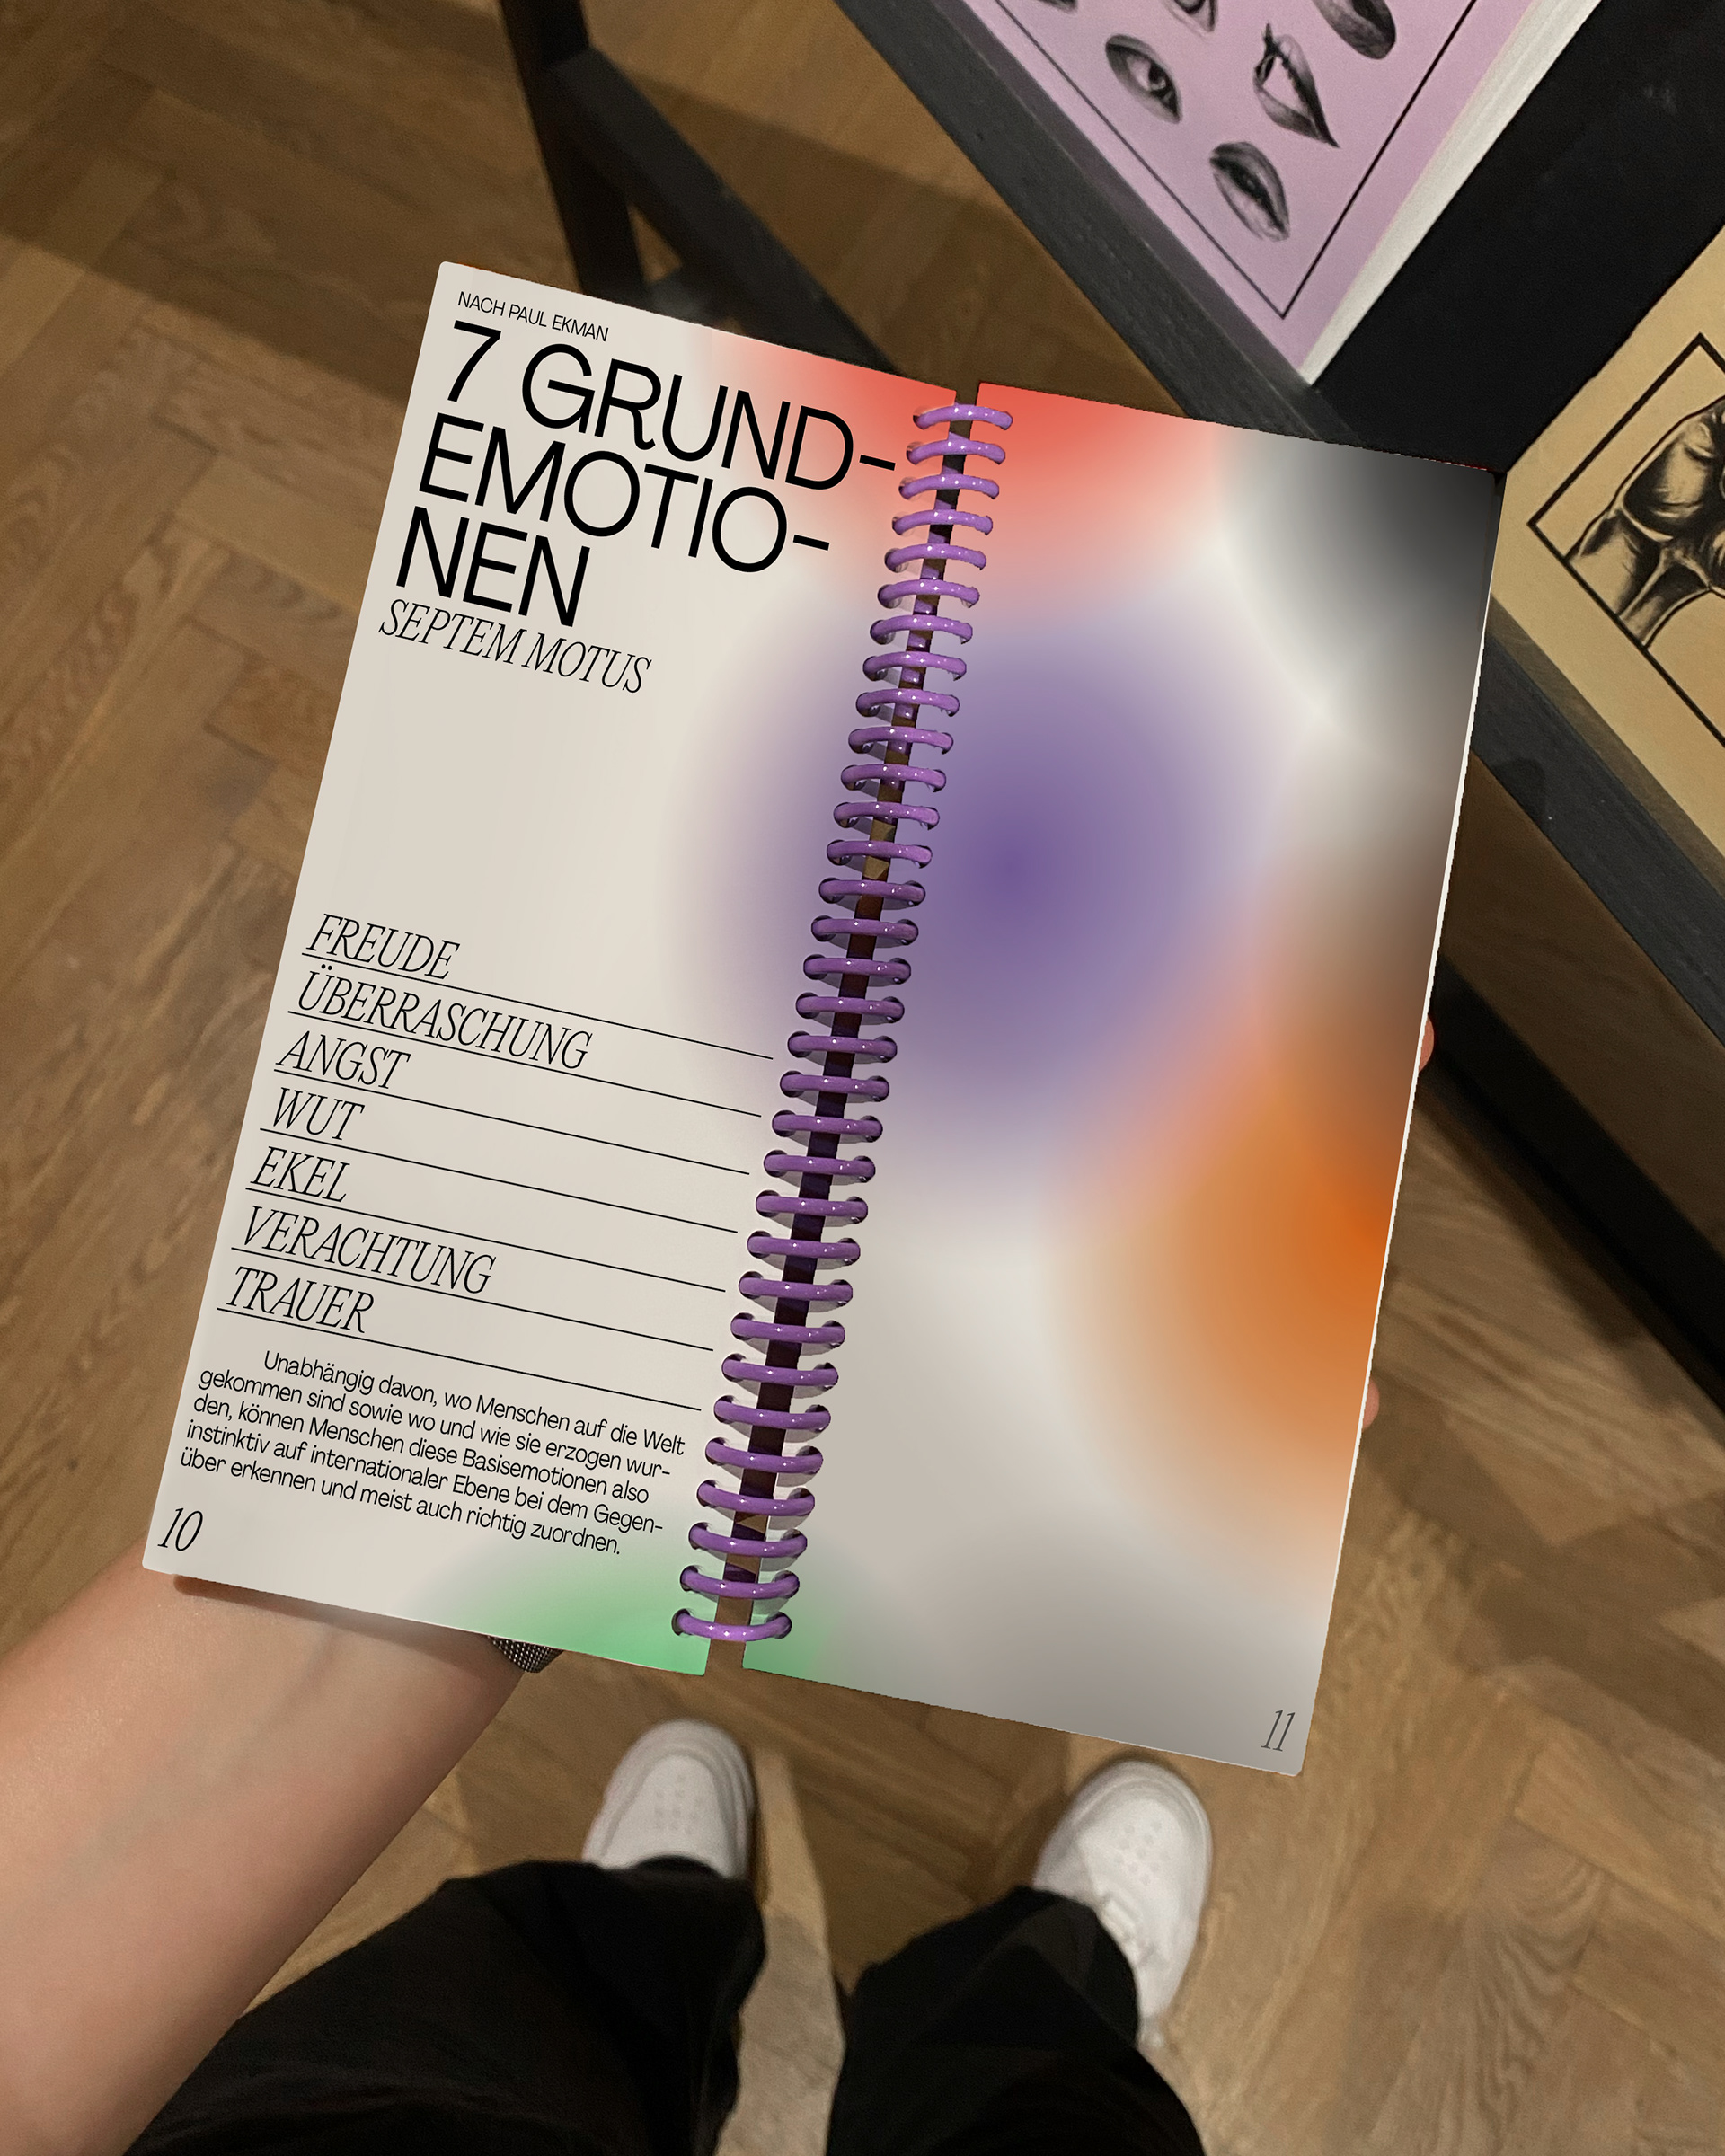 NACH PAUL EKMAN
7 GRUND-
EMOTIO-
NEN
SEPTEM MOTUS
FREUDE
ÜBERRASCHUNG
ANGST
WUT
EKEL
VERACHTUNG
TRAUER
Unabhängig davon, wo Menschen auf die Welt
gekommen sind sowie wo und wie sie erzogen wur-
den, können Menschen diese Basisemotionen also
instinktiv auf internationaler Ebene bei dem Gegen-
über erkennen und meist auch richtig zuordnen.
10
11